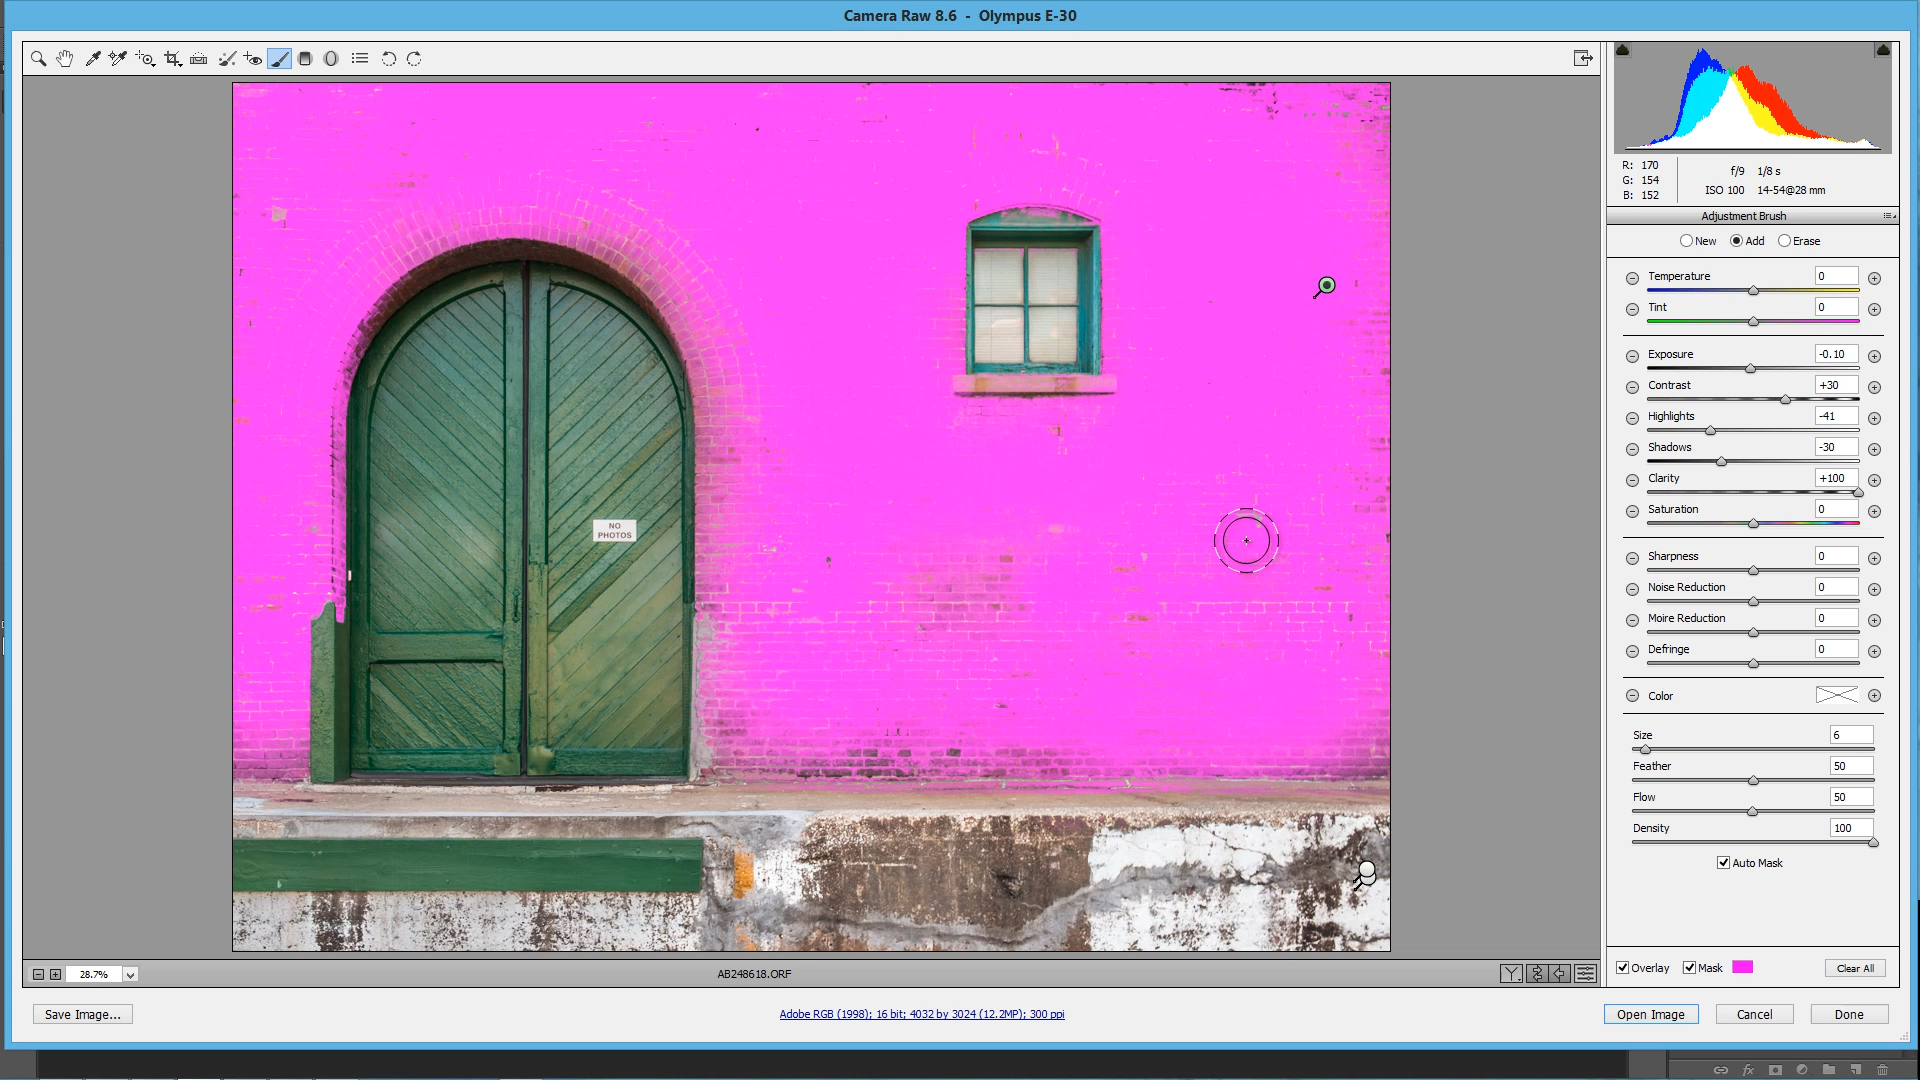 Camera Raw 8.6 - Olympus E-30
R: 170
G: 154
B: 152
f/9 1/8 s
ISO 100 14-54@28 mm
Adjustment Brush
New Add Erase
Temperature 0
Tint 0
Exposure -0.10
Contrast +30
Highlights -41
Shadows -30
Clarity +100
Saturation 0
Sharpness 0
Noise Reduction 0
Moire Reduction 0
Defringe 0
Color
Size 6
Feather 50
Flow 50
Density 100
Auto Mask
NO
PHOTOS
28.7%
AB248618.ORF
Y
Overlay Mask Clear All
Save Image...
Adobe RGB (1998); 16 bit; 4032 by 3024 (12.2MP); 300 ppi
Open Image Cancel Done
fx